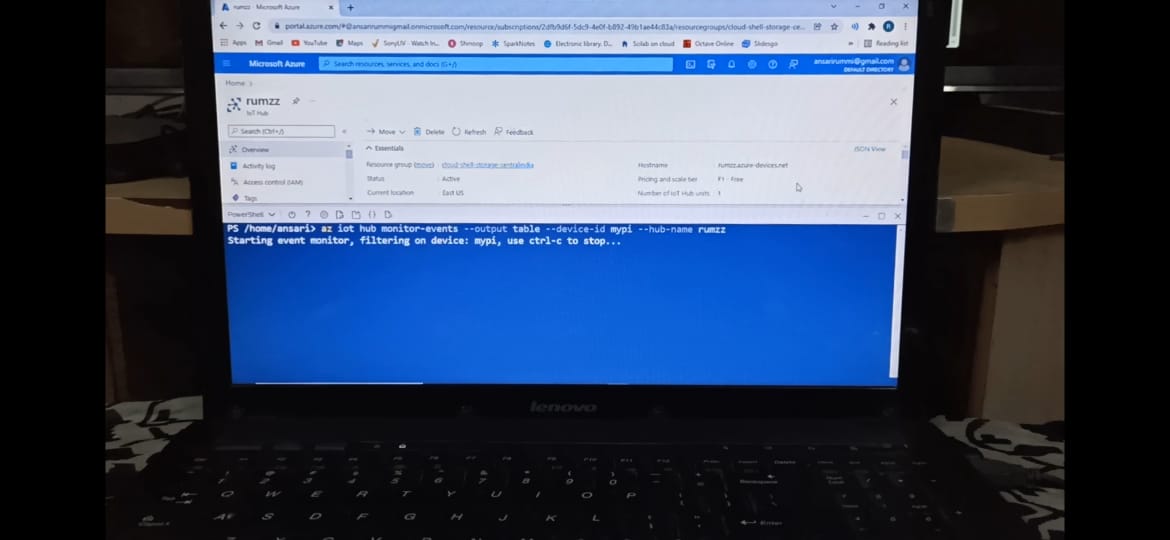 rumzz - Microsoft Azure
portal.azure.com/#@ansarirummigmail.onmicrosoft.com/resource/subscriptions/2dfb9d6f-5dc9-4e0f-b892-49b1ae44c83a/resourcegroups/cloud-shell-storage-ce...
Apps Gmail YouTube Maps SonyLIV - Watch In... Shmoop SparkNotes Electronic library. D... Scilab on cloud Octave Online Slidesgo » Reading list
Microsoft Azure Search resources, services, and docs (G+/) ansarirummi@gmail.com
DEFAULT DIRECTORY
Home >
rumzz
IoT Hub
Search (Ctrl+/) « Move Delete Refresh Feedback
Overview Essentials JSON View
Activity log Resource group (move) : cloud-shell-storage-centralindia Hostname : rumzz.azure-devices.net
Access control (IAM) Status : Active Pricing and scale tier : F1 - Free
Tags Current location : East US Number of IoT Hub units : 1
PowerShell
PS /home/ansari> az iot hub monitor-events --output table --device-id mypi --hub-name rumzz
Starting event monitor, filtering on device: mypi, use ctrl-c to stop...
lenovo
Q W E R T Y U I O P
A S D F G H J K L
Backspace
Enter